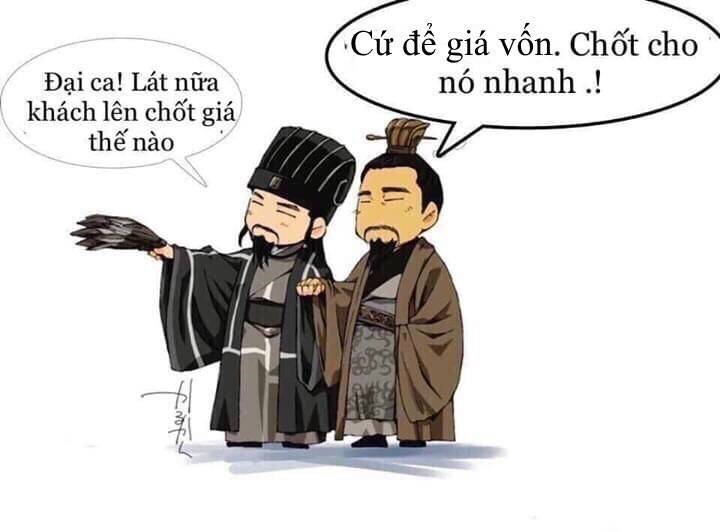 Đại ca! Lát nữa
khách lên chốt giá
thế nào
Cứ để giá vốn. Chốt cho
nó nhanh .!